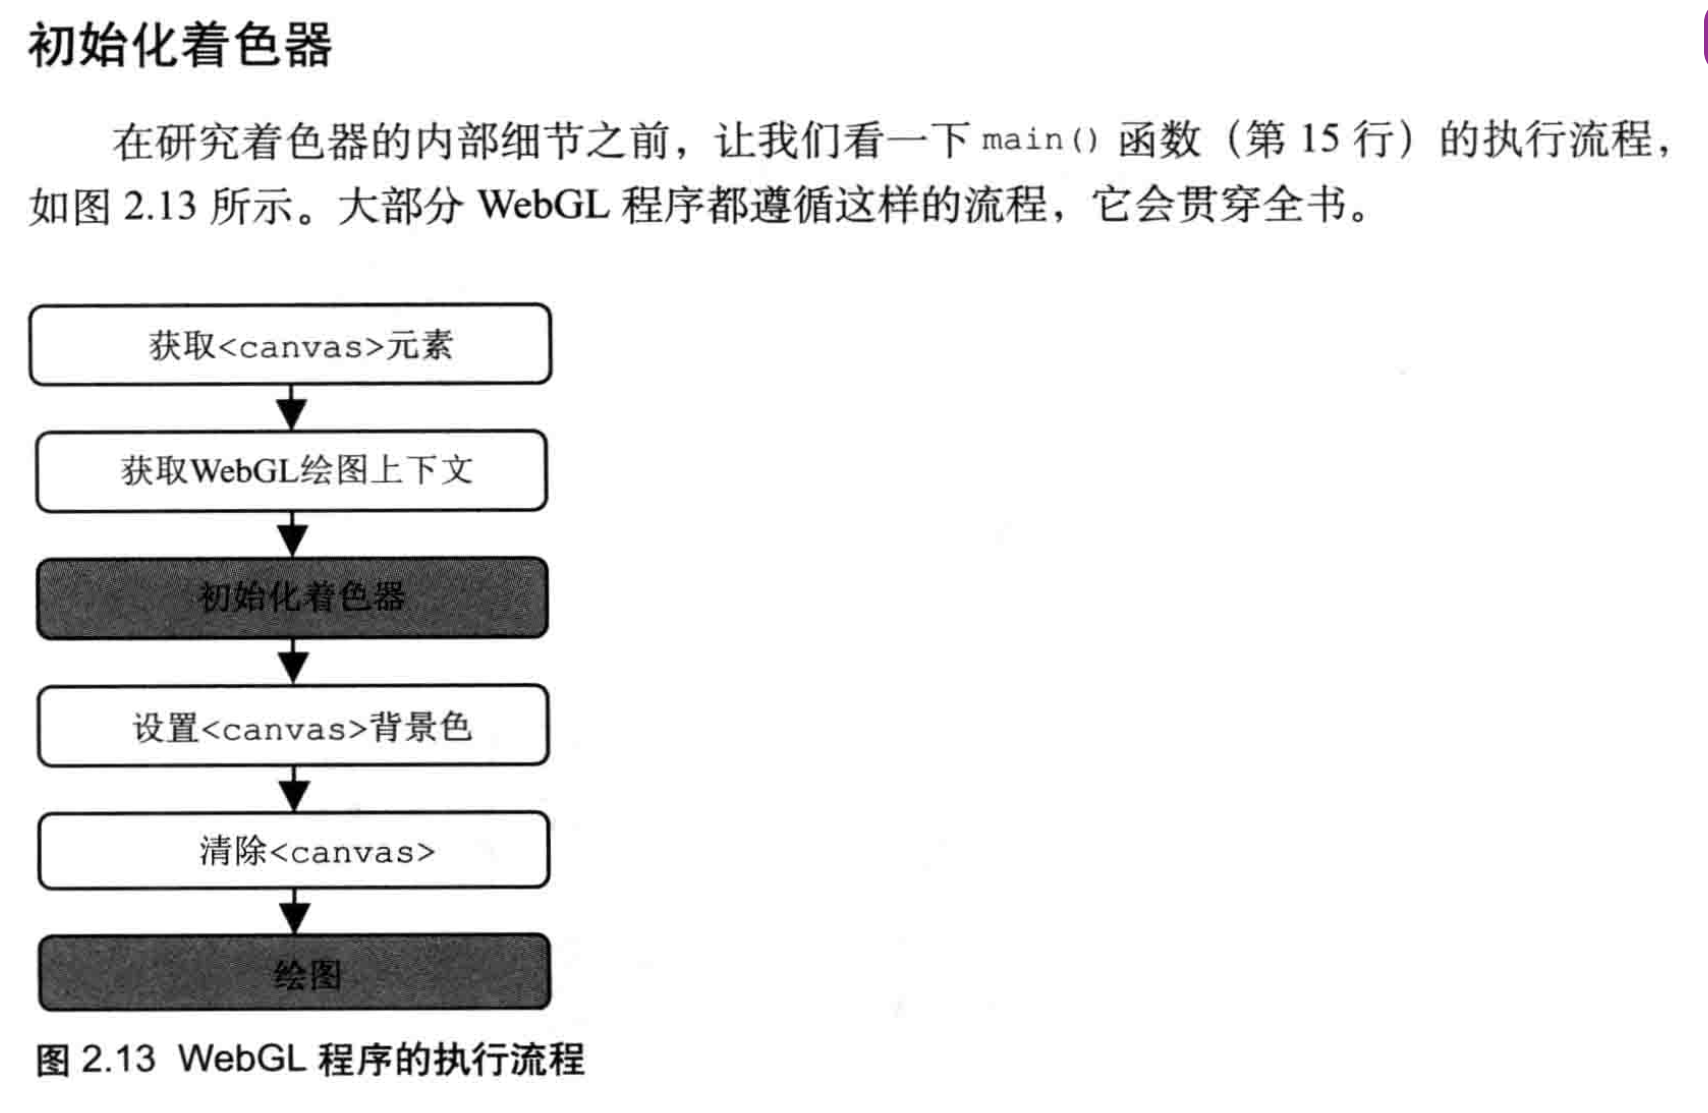 初始化着色器
在研究着色器的内部细节之前，让我们看一下 main() 函数（第 15 行）的执行流程，
如图 2.13 所示。大部分 WebGL 程序都遵循这样的流程，它会贯穿全书。
获取<canvas>元素
获取WebGL绘图上下文
初始化着色器
设置<canvas>背景色
清除<canvas>
绘图
图 2.13 WebGL 程序的执行流程